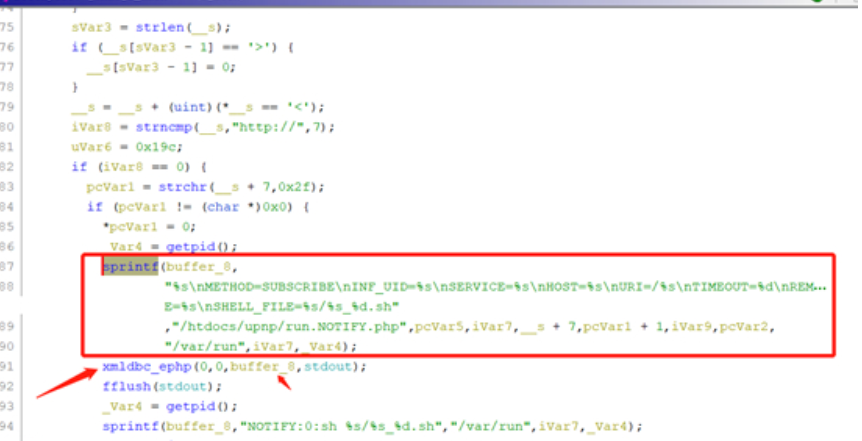 75 sVar3 = strlen(__s);
76 if (__s[sVar3 - 1] == '>') {
77 __s[sVar3 - 1] = 0;
78 }
79 __s = __s + (uint)(*__s == '<');
80 iVar8 = strncmp(__s,"http://",7);
81 uVar6 = 0x19c;
82 if (iVar8 == 0) {
83 pcVar1 = strchr(__s + 7,0x2f);
84 if (pcVar1 != (char *)0x0) {
85 *pcVar1 = 0;
86 _Var4 = getpid();
87 sprintf(buffer_8,
88 "%s\nMETHOD=SUBSCRIBE\nINF_UID=%s\nSERVICE=%s\nHOST=%s\nURI=/%s\nTIMEOUT=%d\nREM...
E=%s\nSHELL_FILE=%s/%s_%d.sh"
89 ,"/htdocs/upnp/run.NOTIFY.php",pcVar5,iVar7,__s + 7,pcVar1 + 1,iVar9,pcVar2,
90 "/var/run",iVar7,_Var4);
91 xmldbc_ephp(0,0,buffer_8,stdout);
92 fflush(stdout);
93 _Var4 = getpid();
94 sprintf(buffer_8,"NOTIFY:0:sh %s/%s_%d.sh","/var/run",iVar7,_Var4);